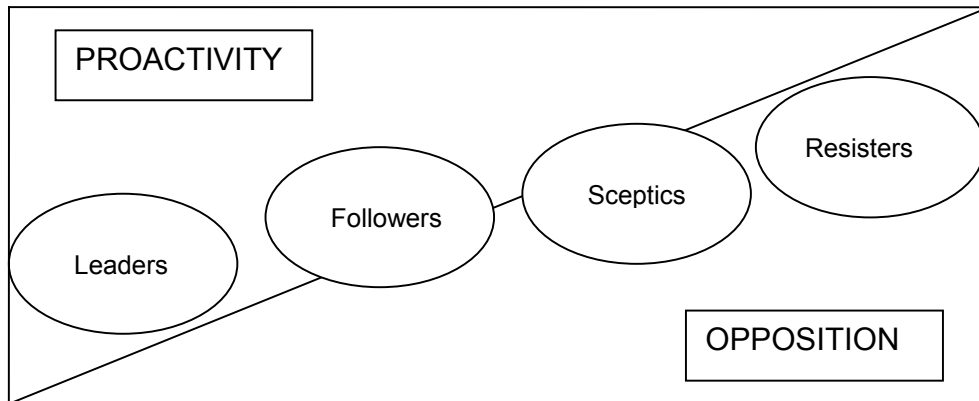 PROACTIVITY
Resisters
Sceptics
Followers
Leaders
OPPOSITION